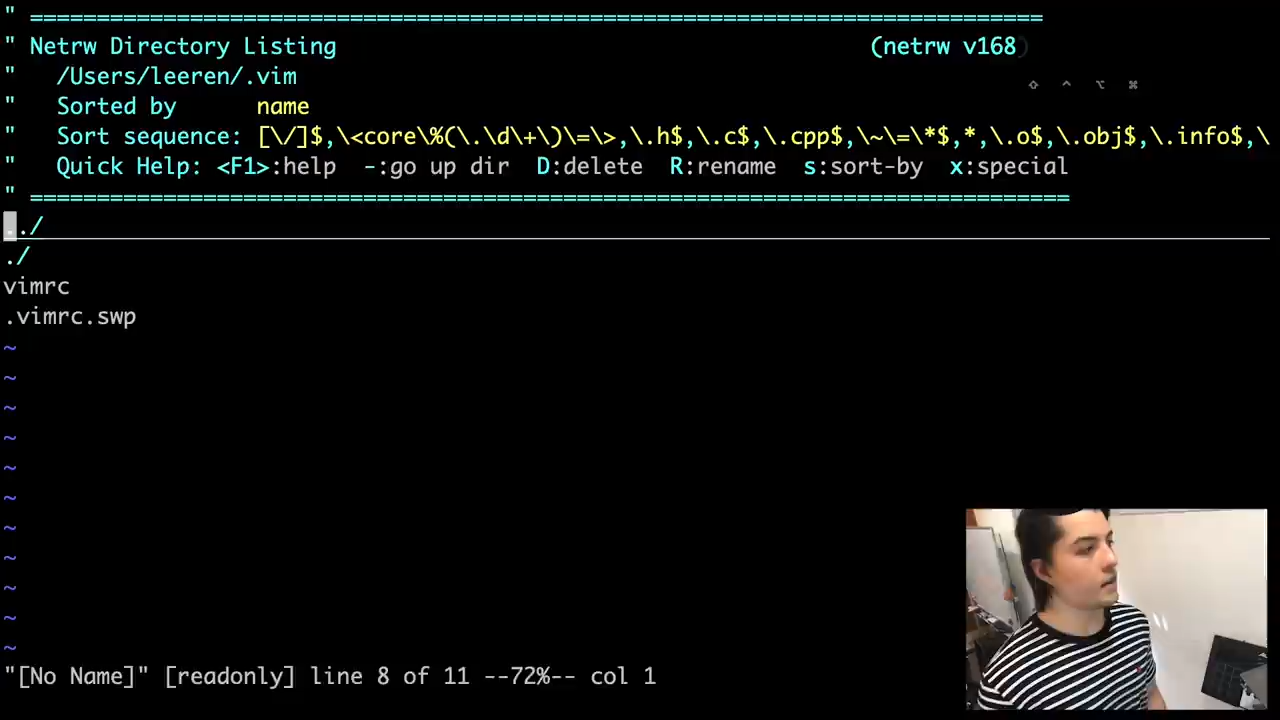 " ============================================================================
" Netrw Directory Listing (netrw v168)
" /Users/leeren/.vim
" Sorted by name
" Sort sequence: [\/]$,\<core\%(\.\d\+\)\=\>,\.h$,\.c$,\.cpp$,\~\=\*$,*,\.o$,\.obj$,\.info$,\
" Quick Help: <F1>:help -:go up dir D:delete R:rename s:sort-by x:special
" ==============================================================================
../
./
vimrc
.vimrc.swp
~
~
~
~
~
~
~
~
~
~
~
"[No Name]" [readonly] line 8 of 11 --72%-- col 1